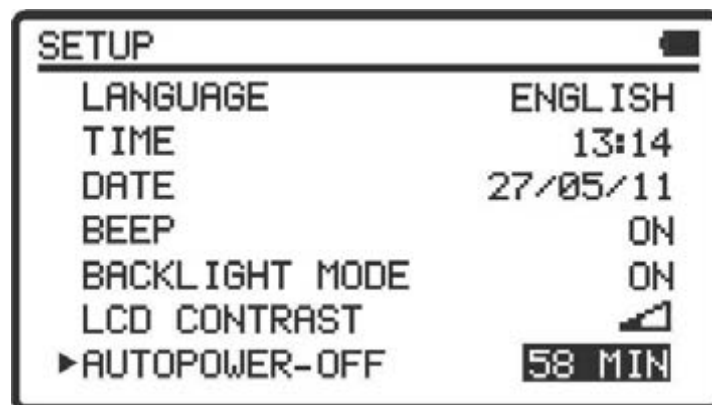 SETUP
LANGUAGE ENGLISH
TIME 13:14
DATE 27/05/11
BEEP ON
BACKLIGHT MODE ON
LCD CONTRAST
►AUTOPOWER-OFF 58 MIN